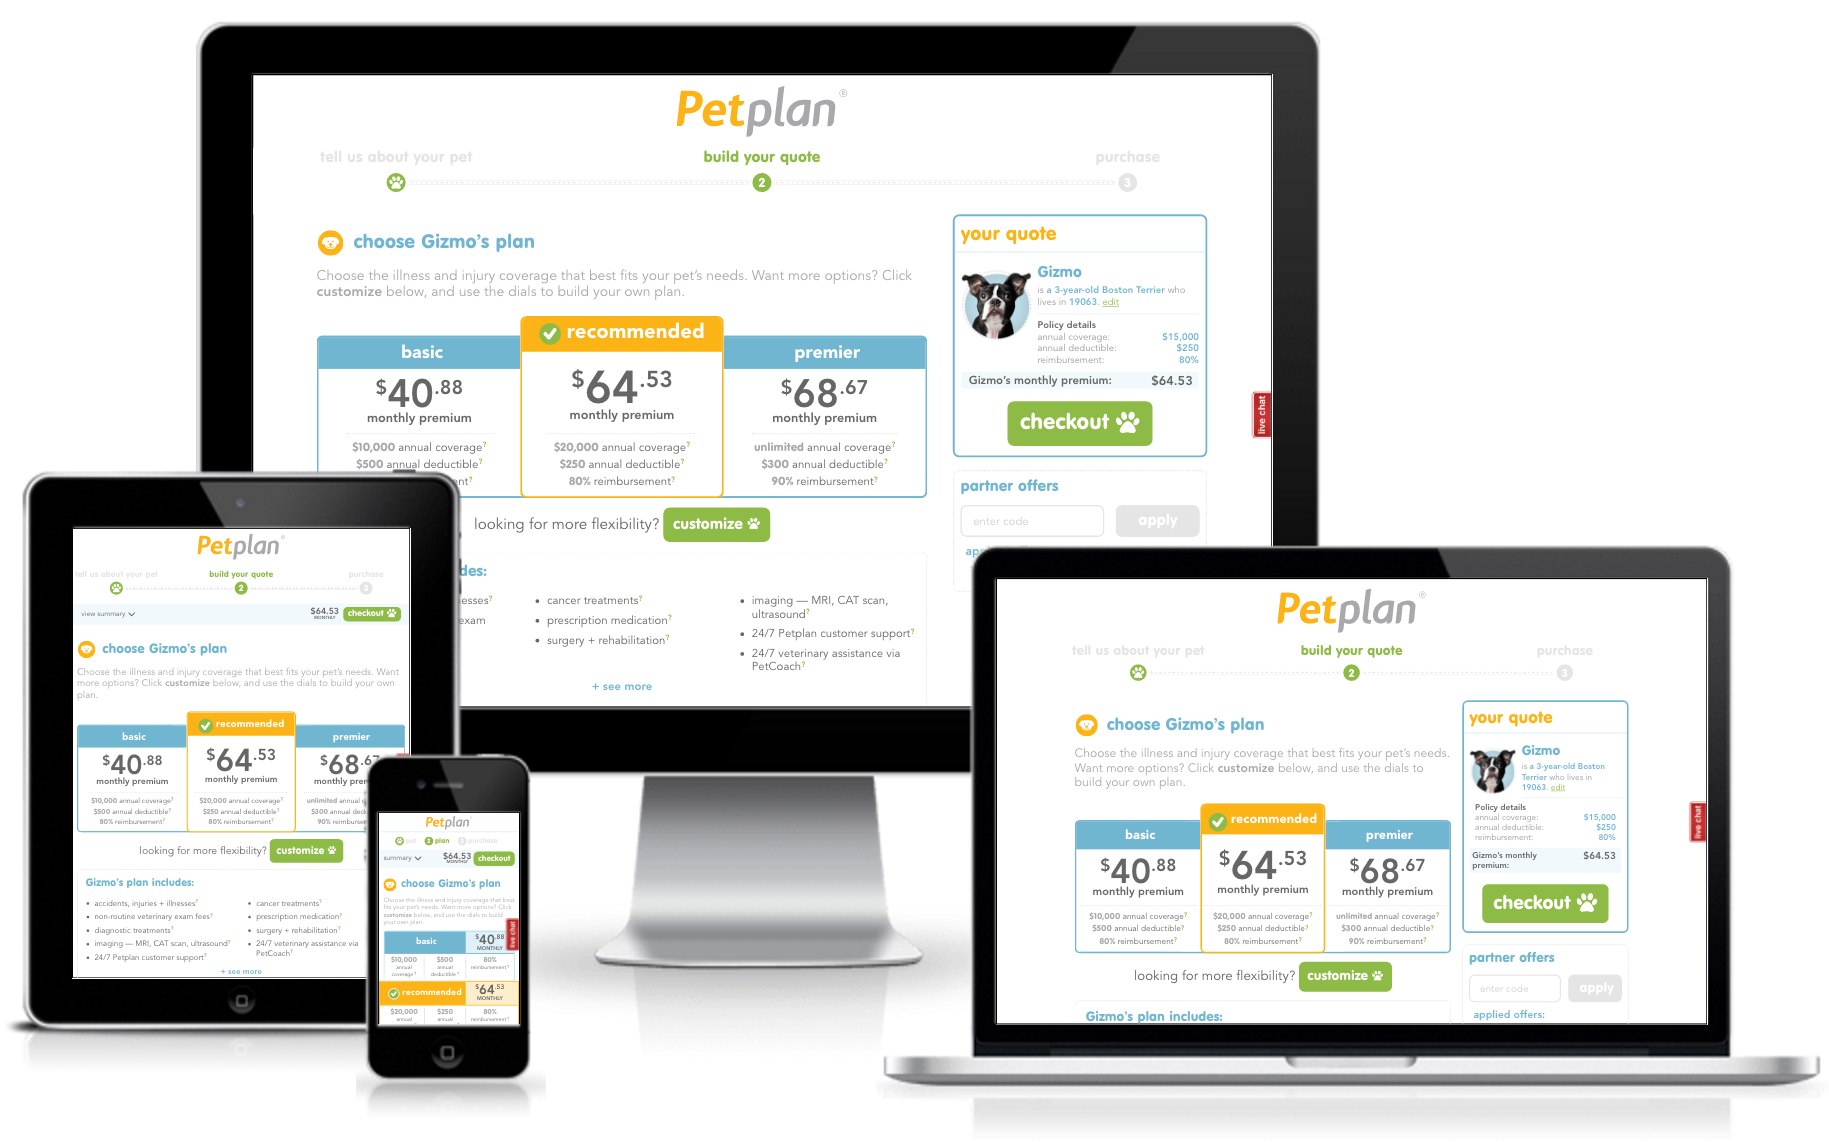 Petplan®
tell us about your pet
build your quote
purchase
2
3
choose Gizmo's plan
Choose the illness and injury coverage that best fits your pet's needs. Want more options? Click
customize below, and use the dials to build your own plan.
basic
$40.88
monthly premium
$10,000 annual coverage?
$500 annual deductible?
nt?
recommended
$64.53
monthly premium
$20,000 annual coverage?
$250 annual deductible?
80% reimbursement?
premier
$68.67
monthly premium
unlimited annual coverage?
$300 annual deductible?
90% reimbursement?
looking for more flexibility? customize
des:
esses?
exam
cancer treatments?
prescription medication?
surgery + rehabilitation?
imaging — MRI, CAT scan,
ultrasound?
24/7 Petplan customer support?
24/7 veterinary assistance via
PetCoach?
+ see more
your quote
Gizmo
is a 3-year-old Boston Terrier who
lives in 19063. edit
Policy details
annual coverage: $15,000
annual deductible: $250
reimbursement: 80%
Gizmo's monthly premium: $64.53
checkout
live chat
partner offers
enter code
apply
Petplan®
tell us about your pet
build your quote
purchase
2
3
view summary
$64.53
MONTHLY
checkout
choose Gizmo's plan
Choose the illness and injury coverage that best fits your pet's needs. Want
more options? Click customize below, and use the dials to build your own
plan.
basic
$40.88
monthly premium
$10,000 annual coverage?
$500 annual deductible?
80% reimbursement?
recommended
$64.53
monthly premium
$20,000 annual coverage?
$250 annual deductible?
80% reimbursement?
premier
$68.67
monthly pre
unlimited annual
$300 annual ded
90% reimburse
looking for more flexibility? customize
Gizmo's plan includes:
accidents, injuries + illnesses?
non-routine veterinary exam fees?
diagnostic treatments?
imaging — MRI, CAT scan, ultrasound?
24/7 Petplan customer support?
cancer treatments?
prescription medication?
surgery + rehabilitation?
24/7 veterinary assistance via
PetCoach?
+ see more
Petplan
pet
2 plan
3 purchase
summary
$64.53
MONTHLY
checkout
choose Gizmo's plan
Choose the illness and injury coverage that best
fits your pet's needs. Want more options? Click
customize below, and use the dials to build
your own plan.
live chat
basic
$40.88
MONTHLY
$10,000
annual
coverage?
$500
annual
deductible?
80%
reimbursement?
recommended
$64.53
MONTHLY
$20,000
annual
$250
annual
80%
reimbursement?
Petplan®
tell us about your pet
build your quote
purchase
2
3
choose Gizmo's plan
Choose the illness and injury coverage that best fits your pet's needs.
Want more options? Click customize below, and use the dials to
build your own plan.
basic
$40.88
monthly premium
$10,000 annual coverage?
$500 annual deductible?
80% reimbursement?
recommended
$64.53
monthly premium
$20,000 annual coverage?
$250 annual deductible?
80% reimbursement?
premier
$68.67
monthly premium
unlimited annual coverage?
$300 annual deductible?
90% reimbursement?
looking for more flexibility? customize
Gizmo's plan includes:
your quote
Gizmo
is a 3-year-old Boston
Terrier who lives in
19063. edit
Policy details
annual coverage: $15,000
annual deductible: $250
reimbursement: 80%
Gizmo's monthly
premium: $64.53
checkout
live chat
partner offers
enter code
apply
applied offers: